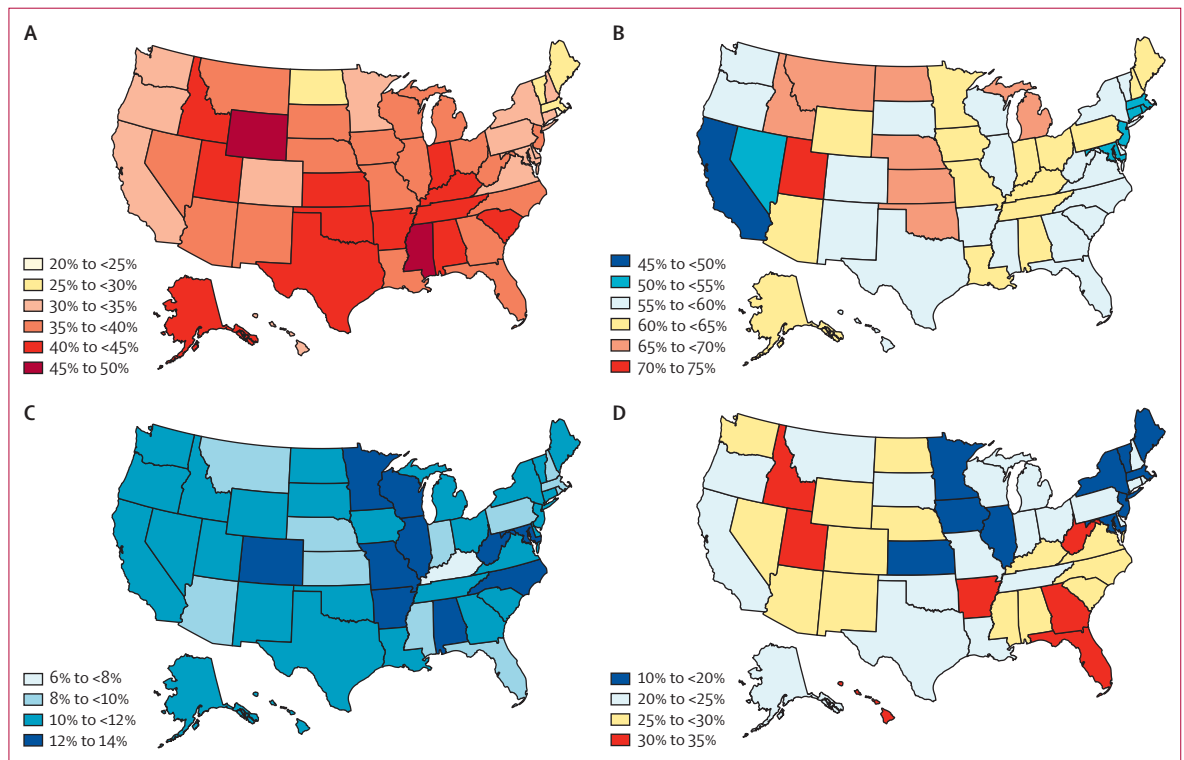 A
20% to <25%
25% to <30%
30% to <35%
35% to <40%
40% to <45%
45% to 50%
B
45% to <50%
50% to <55%
55% to <60%
60% to <65%
65% to <70%
70% to 75%
C
6% to <8%
8% to <10%
10% to <12%
12% to 14%
D
10% to <20%
20% to <25%
25% to <30%
30% to 35%